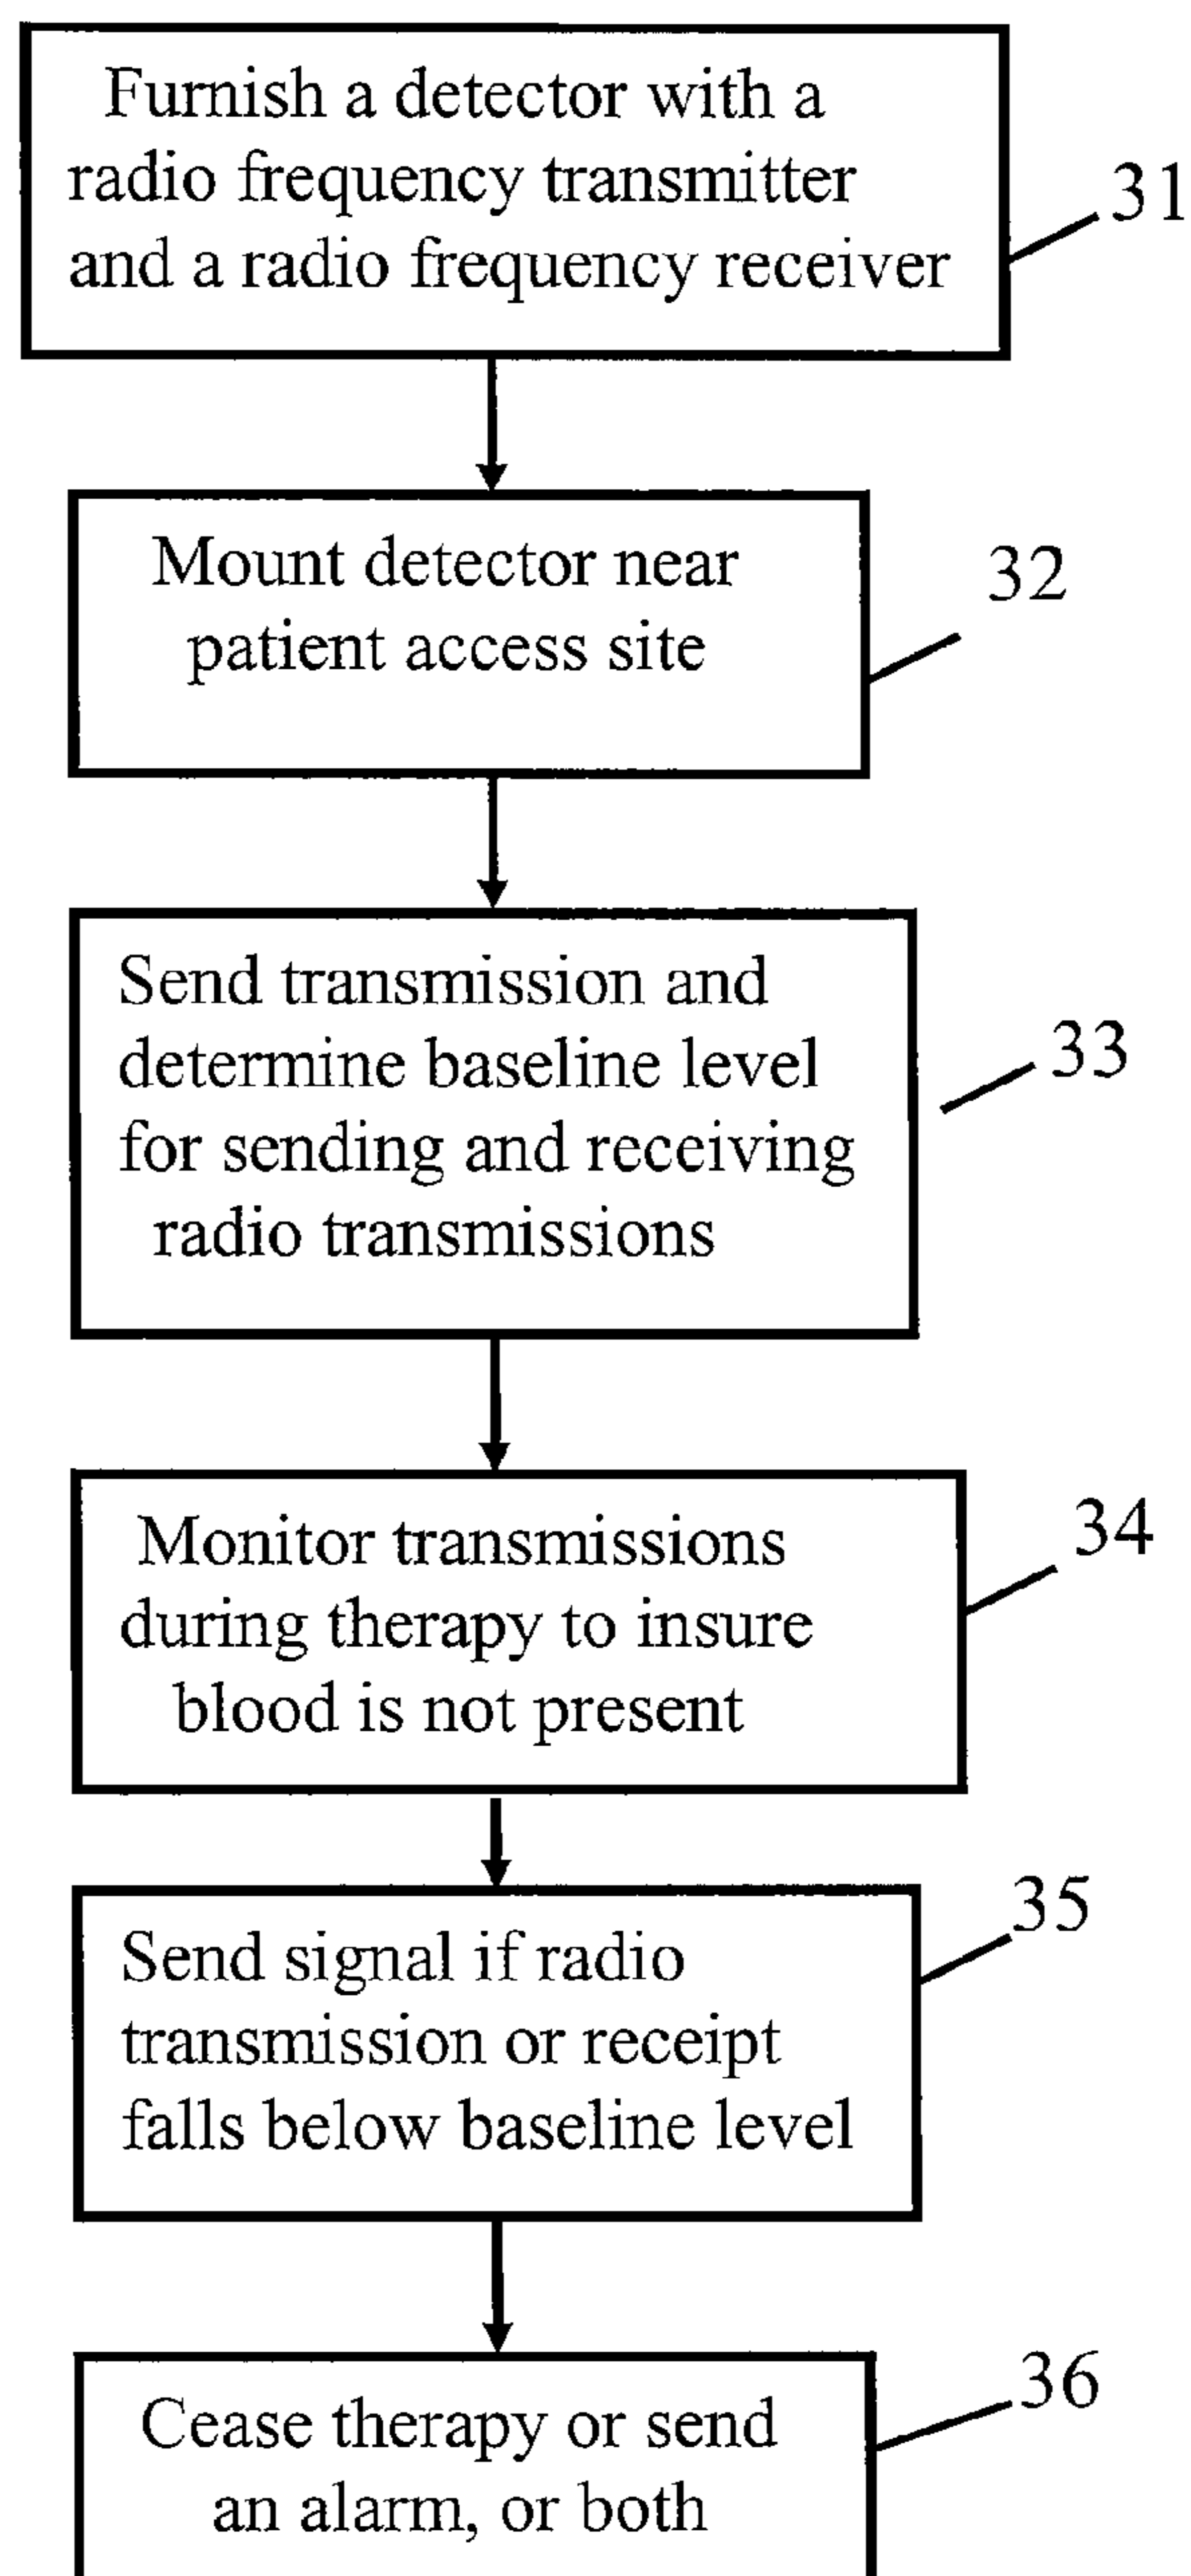 Furnish a detector with a
radio frequency transmitter
and a radio frequency receiver
31
Mount detector near
patient access site
32
Send transmission and
determine baseline level
for sending and receiving
radio transmissions
33
Monitor transmissions
during therapy to insure
blood is not present
34
Send signal if radio
transmission or receipt
falls below baseline level
35
Cease therapy or send
an alarm, or both
36